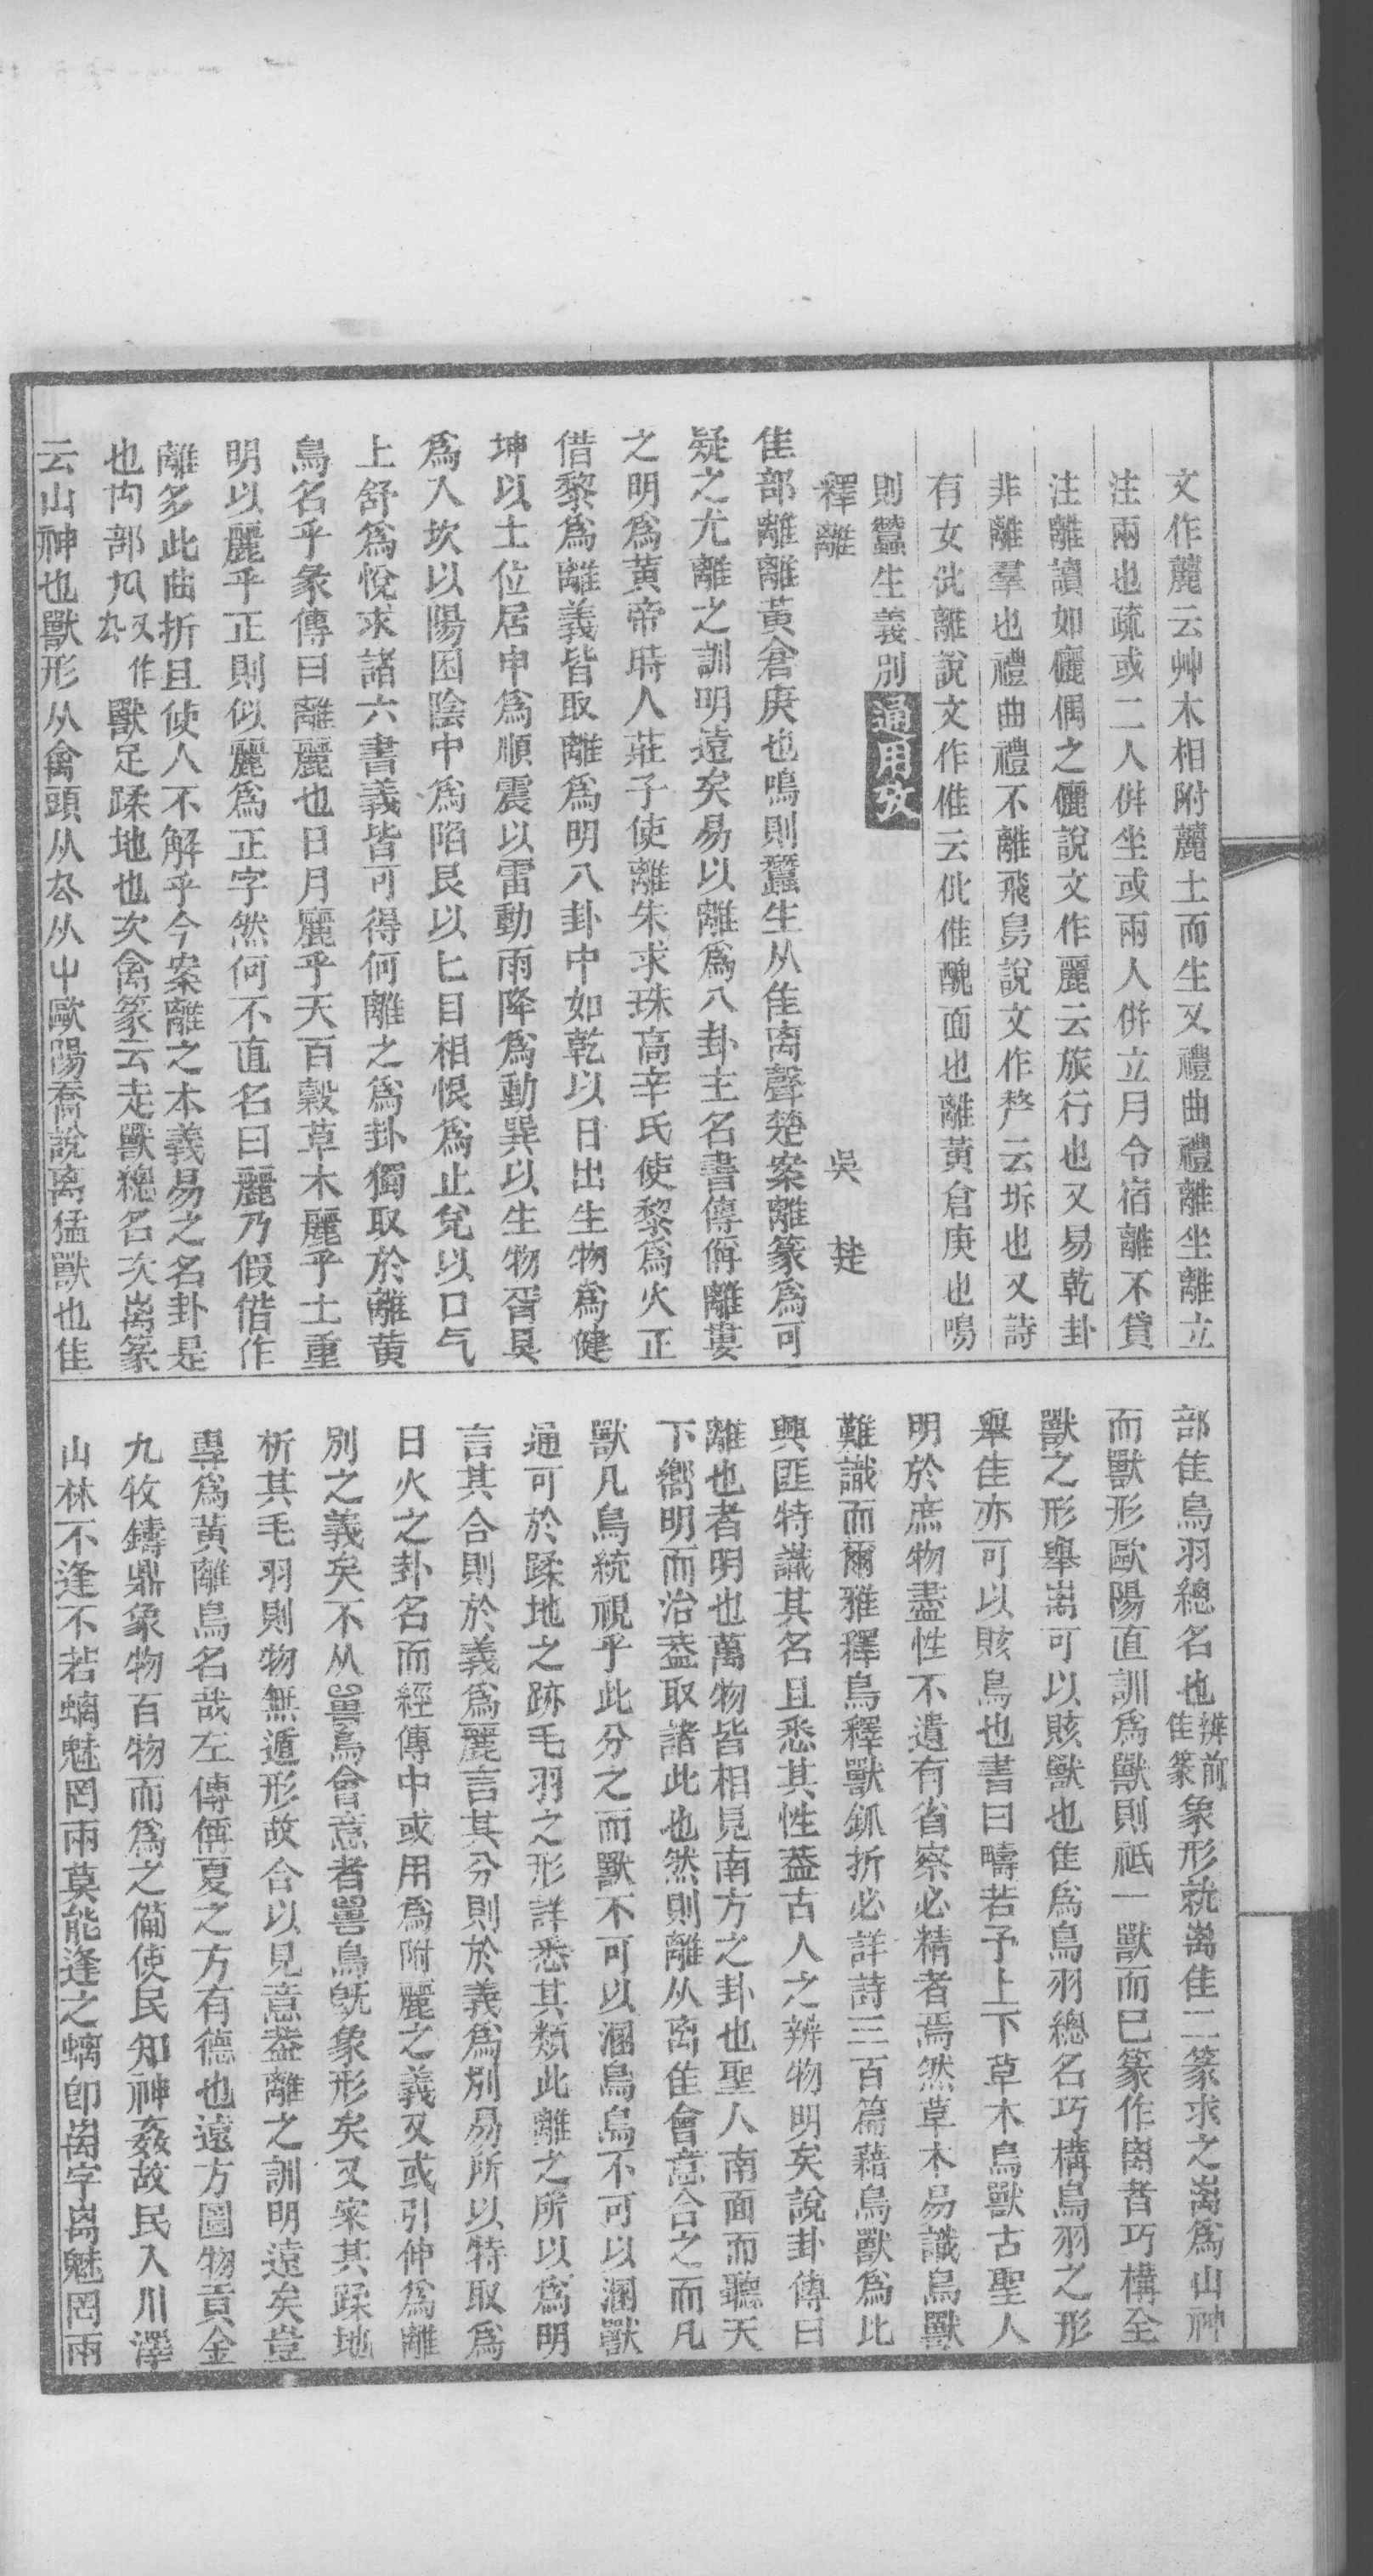 文作麓云艸木相附麓土而生又禮曲禮離坐離立
注兩也疏或二人倂坐或兩人倂立月令宿離不貸
注離讀如儷偶之儷說文作麗云旅行也又易乾卦
非離羣也禮曲禮不離飛鳥說文作㸚云坼也又詩
有女仳離說文作倠云仳倠醜面也離黃倉庚也鳴
則蠶生義別通用攷
釋離
吳楚
隹部離離黃倉庚也鳴則蠶生从隹离聲楚案離篆爲可
疑之尤離之訓明遠矣易以離爲八卦主名書傳偁離婁
之明爲黃帝時人莊子使離朱求珠高辛氏使黎爲火正
借黎爲離義皆取離爲明八卦中如乾以日出生物爲健
坤以土位居申爲順震以雷動雨降爲動巽以生物胥具
爲入坎以陽困陰中爲陷艮以匕目相恨爲止兌以口气
上舒爲悅求諸六書義皆可得何離之爲卦獨取於離黃
鳥名乎彖傳曰離麗也日月麗乎天百榖草木麗乎土重
明以麗乎正則似麗爲正字然何不直名曰麗乃假借作
離多此曲折且使人不解乎今案離之本義易之名卦是
也禸部禸又作獸足蹂地也次禽篆云走獸總名次离篆
云山神也獸形从禽頭从厹从屮歐陽喬說离猛獸也隹
部隹鳥羽總名也辨前隹篆象形就离隹二篆求之离爲山神
而獸形歐陽直訓爲獸則祗一獸而已篆作离者巧構全
獸之形舉离可以賅獸也隹爲鳥羽總名巧構鳥羽之形
舉隹亦可以賅鳥也書曰疇若予上下草木鳥獸古聖人
明於庶物盡性不遺有省察必精者焉然草木易識鳥獸
難識而爾雅釋鳥釋獸釽折必詳詩三百篇藉鳥獸爲比
興匪特識其名且悉其性葢古人之辨物明矣說卦傳曰
離也者明也萬物皆相見南方之卦也聖人南面而聽天
下嚮明而治葢取諸此也然則離从离隹會意合之而凡
獸凡鳥統視乎此分之而獸不可以溷鳥鳥不可以溷獸
通可於蹂地之跡毛羽之形詳悉其類此離之所以爲明
言其合則於義爲麗言其分則於義爲別易所以特取爲
日火之卦名而經傳中或用爲附麗之義又或引伸爲離
別之義矣不从嘼鳥會意者嘼鳥旣象形矣又寀其蹂地
析其毛羽則物無遁形故合以見意葢離之訓明遠矣豈
專爲黃離鳥名哉左傳偁夏之方有德也遠方圖物貢金
九牧鑄鼎象物百物而爲之備使民知神姦故民入川澤
山林不逢不若螭魅罔兩莫能逢之螭卽离字离魅罔兩